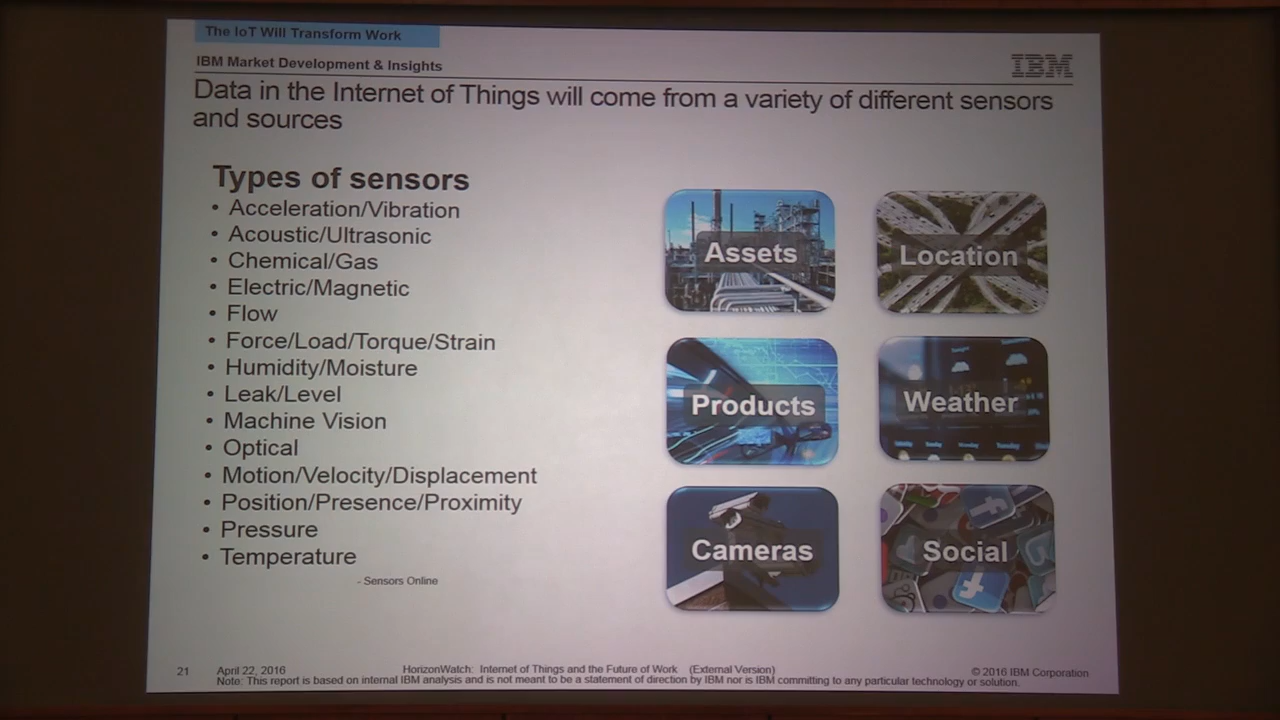 The IoT Will Transform Work
IBM Market Development & Insights
IBM
Data in the Internet of Things will come from a variety of different sensors
and sources
Types of sensors
• Acceleration/Vibration
• Acoustic/Ultrasonic
• Chemical/Gas
• Electric/Magnetic
• Flow
• Force/Load/Torque/Strain
• Humidity/Moisture
• Leak/Level
• Machine Vision
• Optical
• Motion/Velocity/Displacement
• Position/Presence/Proximity
• Pressure
• Temperature
- Sensors Online
Assets
Location
Products
Weather
Sunday Monday Tuesday
Cameras
Social
21
April 22, 2016
HorizonWatch: Internet of Things and the Future of Work (External Version)
© 2016 IBM Corporation
Note: This report is based on internal IBM analysis and is not meant to be a statement of direction by IBM nor is IBM committing to any particular technology or solution.